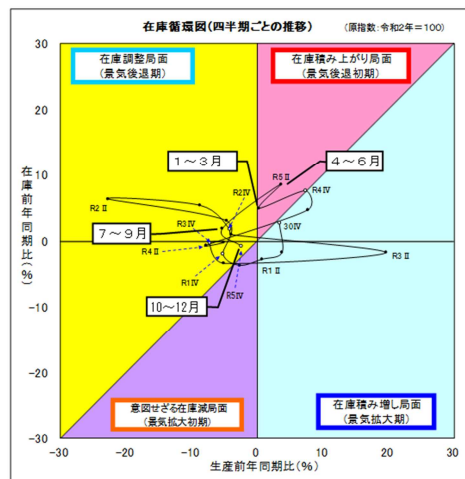 在庫循環図(四半期ごとの推移)
(原指数:令和2年=100)
30
在庫調整局面
(景気後退期)
在庫積み上がり局面
(景気後退初期)
20
10
0
-10
-20
-30
在庫前年同期比(%)
1～3月
4～6月
R5Ⅱ
R4Ⅳ
R2Ⅳ
R2Ⅱ
R3Ⅳ
30Ⅳ
7～9月
R4Ⅱ
R3Ⅱ
R1Ⅱ
R1Ⅳ
R5Ⅳ
10～12月
意図せざる在庫減局面
(景気拡大初期)
在庫積み増し局面
(景気拡大期)
-30
-20
-10
0
10
20
30
生産前年同期比(%)